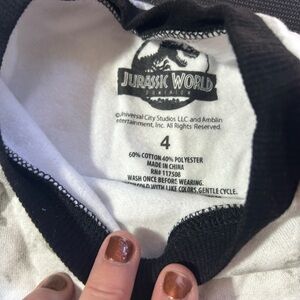 JURASSIC WORLD
DOMINION
©Universal City Studios LLC and Amblin
Entertainment, Inc. All Rights Reserved.
4
60% COTTON 40% POLYESTER
MADE IN CHINA
RN# 117508
WASH ONCE BEFORE WEARING.
WITH LIKE COLORS, GENTLE CYCLE.